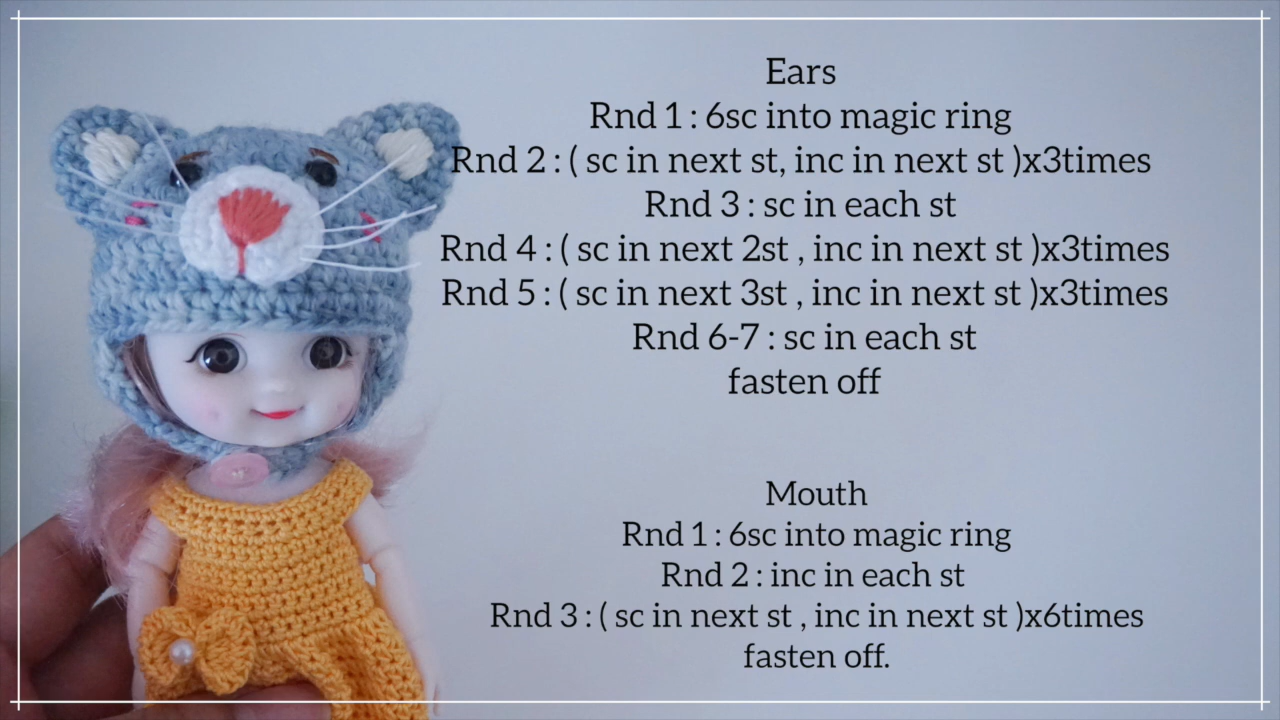 Ears
Rnd 1 : 6sc into magic ring
Rnd 2 : ( sc in next st, inc in next st )x3times
Rnd 3 : sc in each st
Rnd 4 : ( sc in next 2st , inc in next st )x3times
Rnd 5 : ( sc in next 3st , inc in next st )x3times
Rnd 6-7 : sc in each st
fasten off
Mouth
Rnd 1 : 6sc into magic ring
Rnd 2 : inc in each st
Rnd 3 : ( sc in next st , inc in next st )x6times
fasten off.